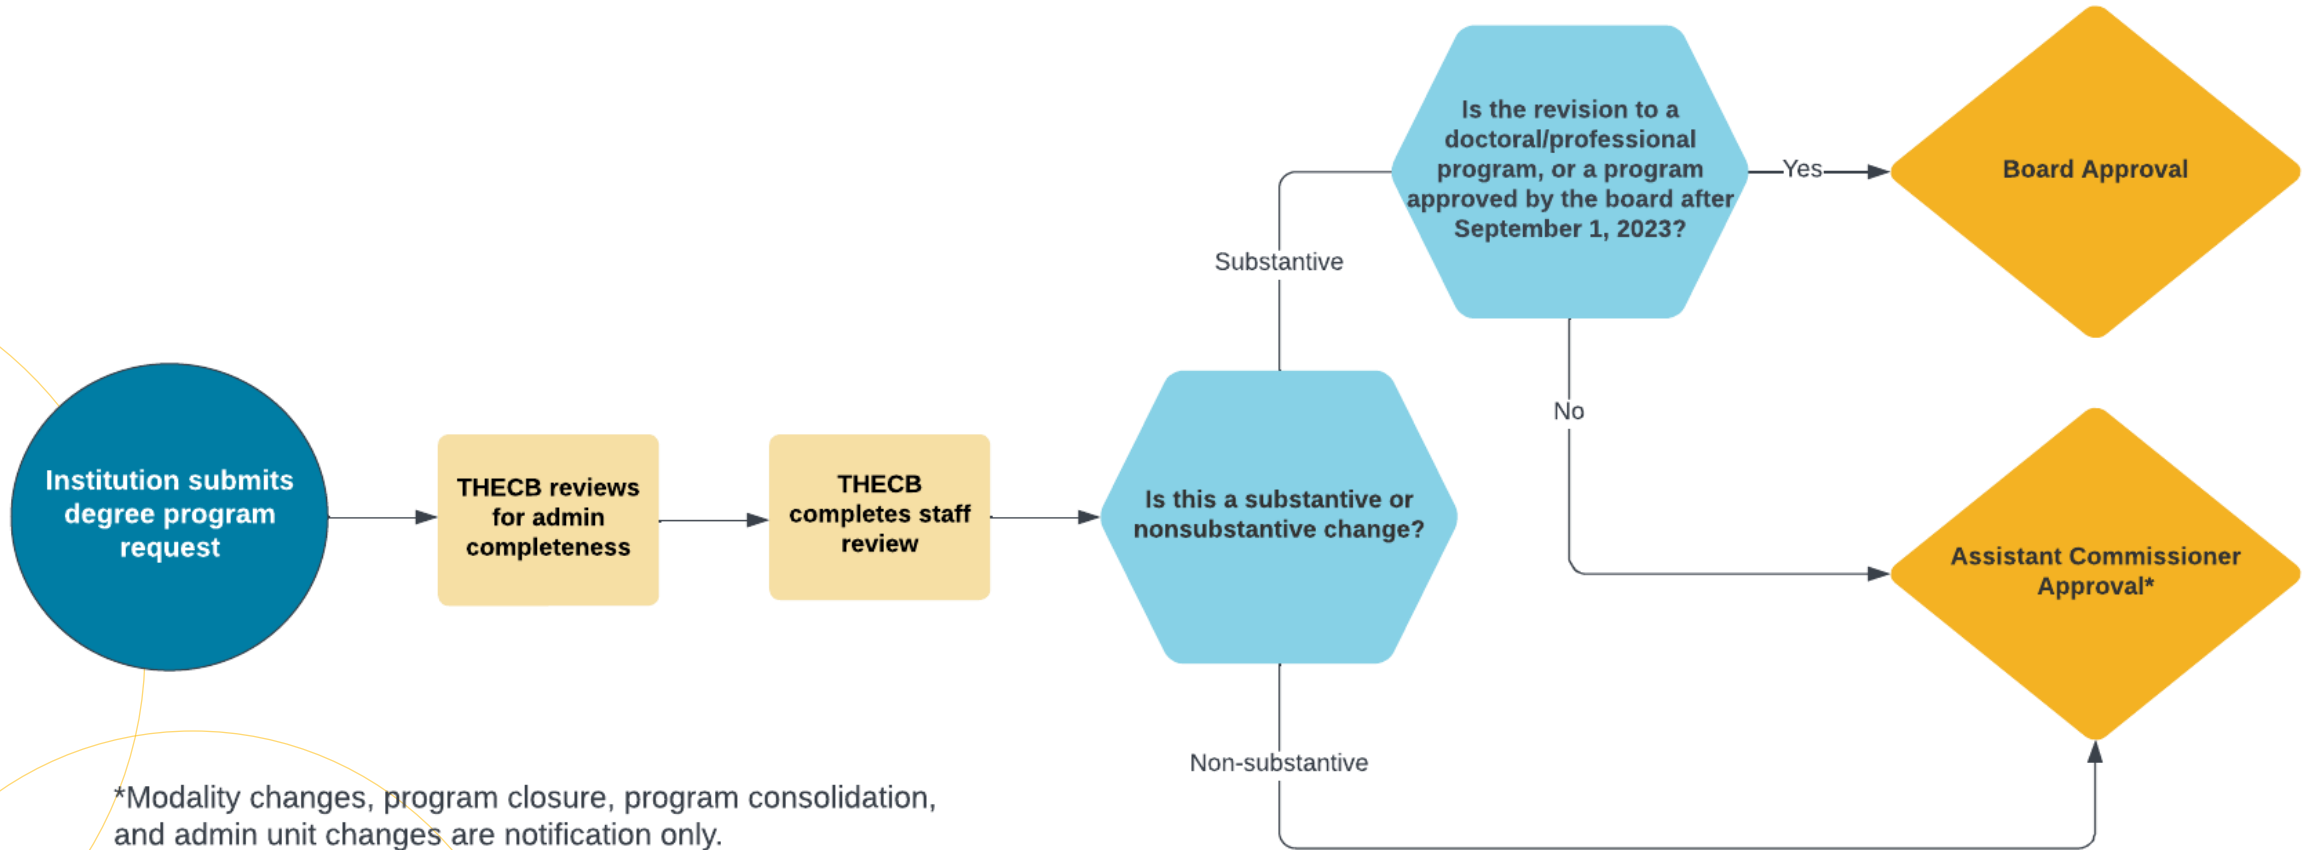 Institution submits
degree program
request
THECB reviews
for admin
completeness
THECB
completes staff
review
Is this a substantive or
nonsubstantive change?
Substantive
Is the revision to a
doctoral/professional
program, or a program
approved by the board after
September 1, 2023?
Yes
Board Approval
No
Assistant Commissioner
Approval*
Non-substantive
*Modality changes, program closure, program consolidation,
and admin unit changes are notification only.